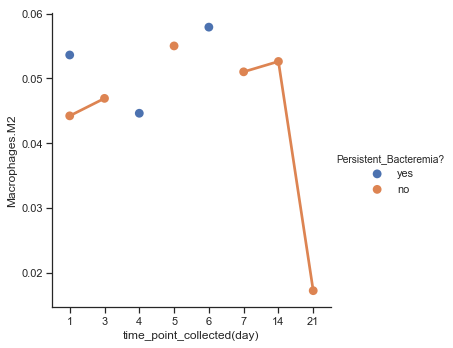 0.06
0.05
0.04
0.03
0.02
Macrophages.M2
1 3 4 5 6 7 14 21
time_point_collected(day)
Persistent_Bacteremia?
yes
no